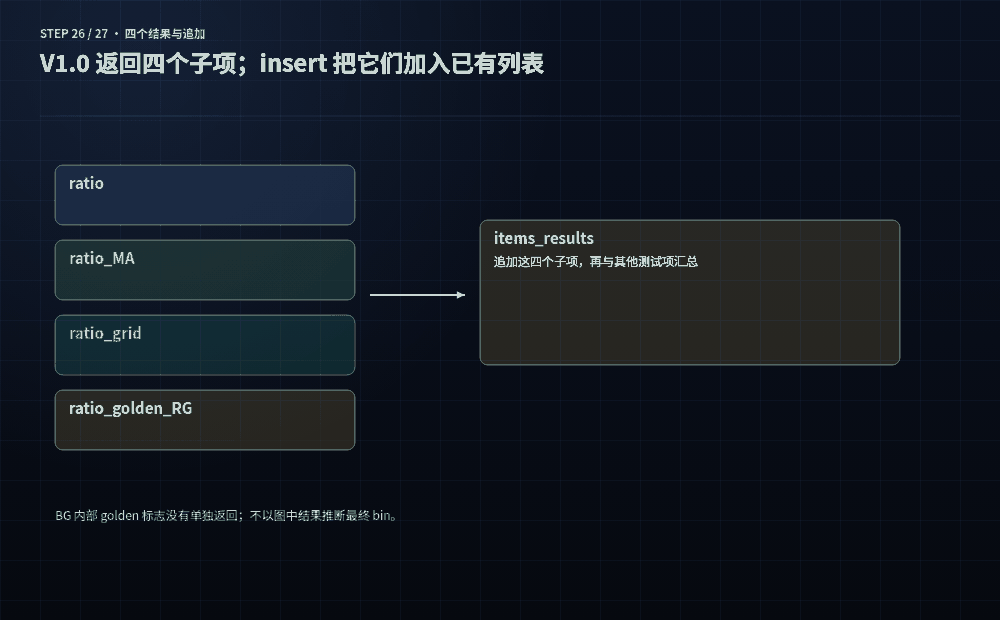 STEP 26 / 27 · 四个结果与追加
V1.0 返回四个子项；insert 把它们加入已有列表
ratio
ratio_MA
ratio_grid
ratio_golden_RG
items_results
追加这四个子项，再与其他测试项汇总
BG 内部 golden 标志没有单独返回；不以图中结果推断最终 bin。